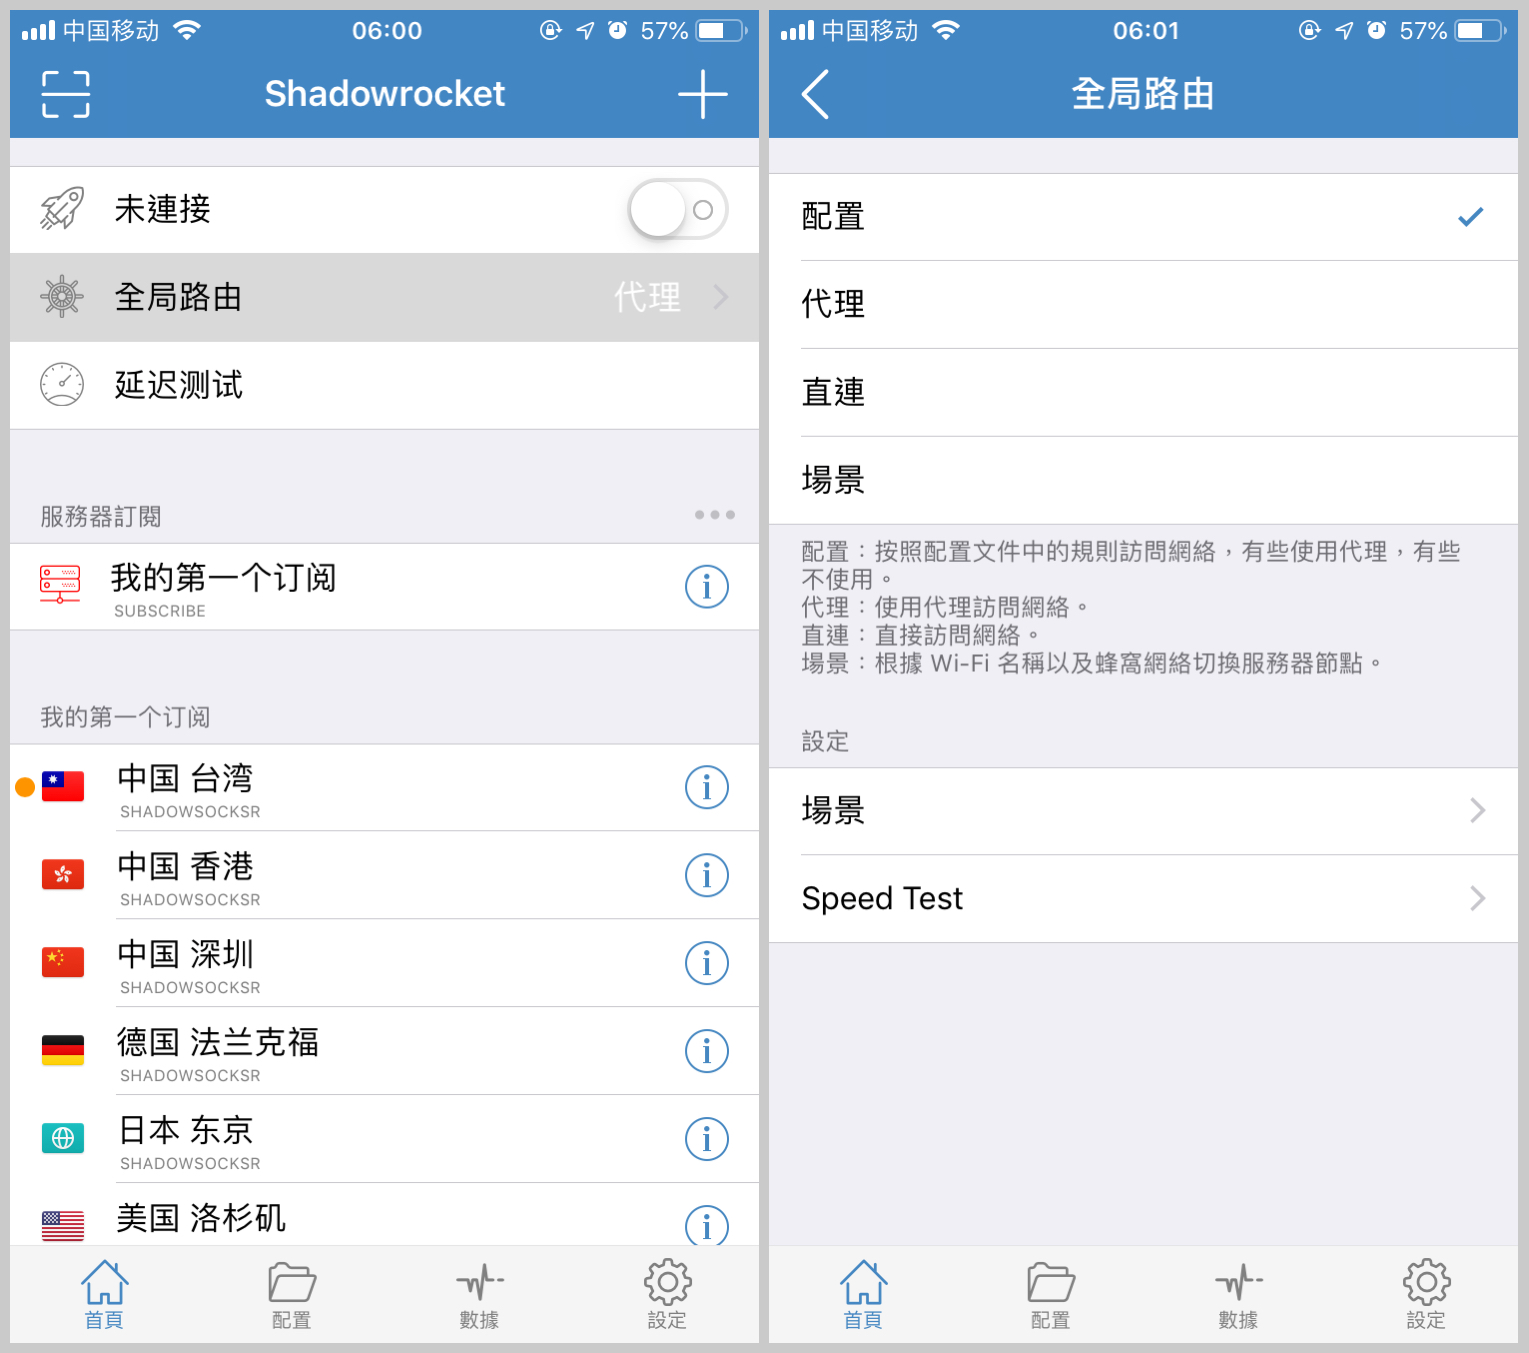 中国移动 06:00 57%
Shadowrocket
未連接
全局路由 代理
延迟测试
服務器訂閱
我的第一个订阅
SUBSCRIBE
我的第一个订阅
中国 台湾
SHADOWSOCKSR
中国 香港
SHADOWSOCKSR
中国 深圳
SHADOWSOCKSR
德国 法兰克福
SHADOWSOCKSR
日本 东京
SHADOWSOCKSR
美国 洛杉矶
首頁 配置 數據 設定
中国移动 06:01 57%
全局路由
配置
代理
直連
場景
配置：按照配置文件中的規則訪問網絡，有些使用代理，有些
不使用。
代理：使用代理訪問網絡。
直連：直接訪問網絡。
場景：根據 Wi-Fi 名稱以及蜂窩網絡切換服務器節點。
設定
場景
Speed Test
首頁 配置 數據 設定